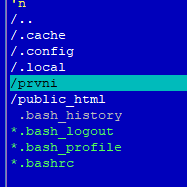 'n
/..
/.cache
/.config
/.local
/prvni
/public_html
.bash_history
*.bash_logout
*.bash_profile
*.bashrc